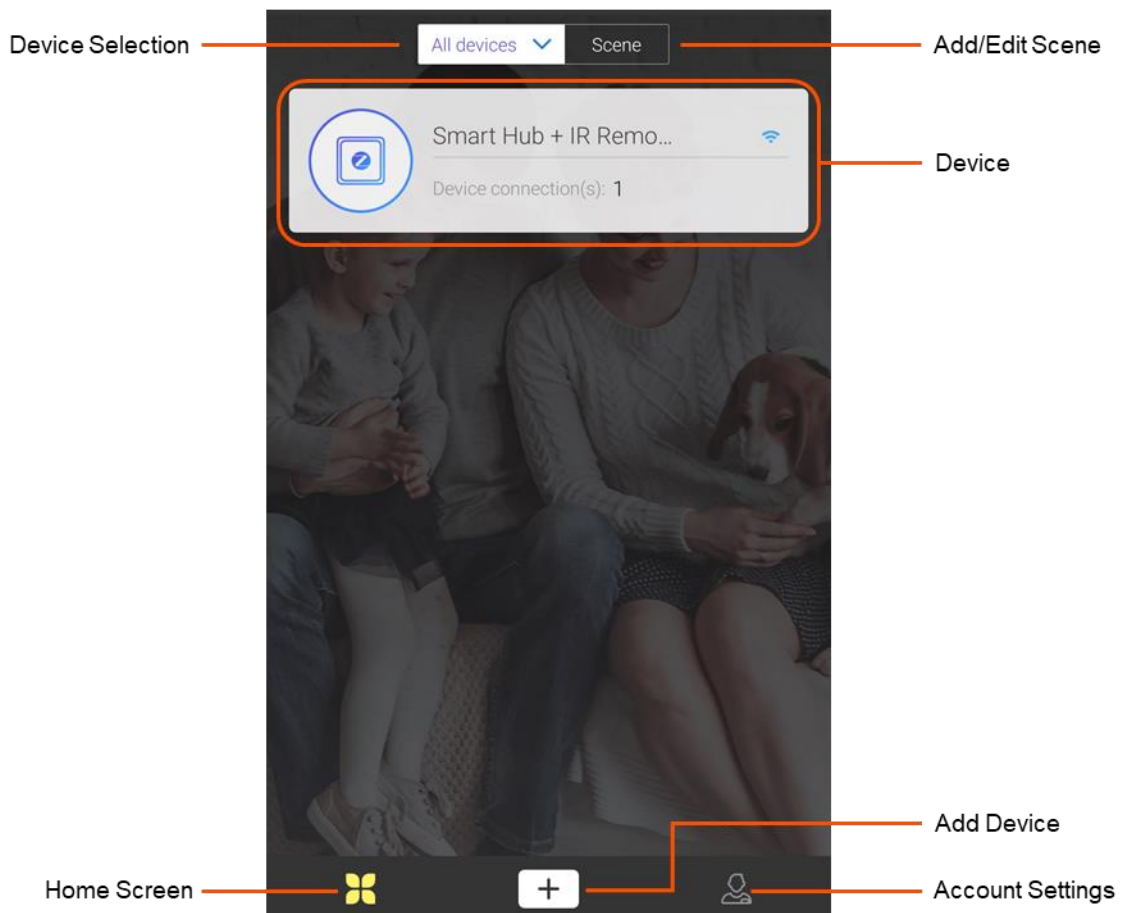 Device Selection
All devices
Scene
Add/Edit Scene
Smart Hub + IR Remo...
Device
Device connection(s): 1
Add Device
+
Home Screen
Account Settings